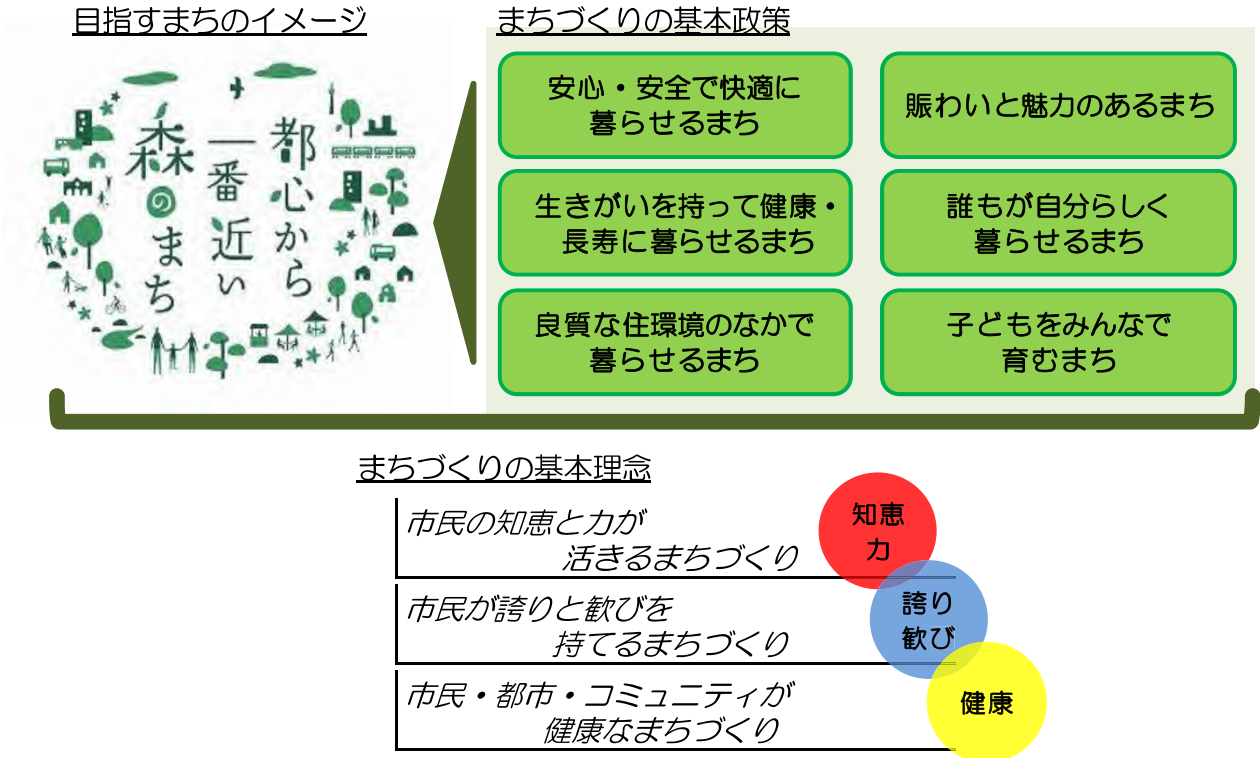 目指すまちのイメージ
都心から
一番近い
森のまち
まちづくりの基本政策
安心・安全で快適に
暮らせるまち
賑わいと魅力のあるまち
生きがいを持って健康・
長寿に暮らせるまち
誰もが自分らしく
暮らせるまち
良質な住環境のなかで
暮らせるまち
子どもをみんなで
育むまち
まちづくりの基本理念
市民の知恵と力が
活きるまちづくり
知恵
力
市民が誇りと歓びを
持てるまちづくり
誇り
歓び
市民・都市・コミュニティが
健康なまちづくり
健康